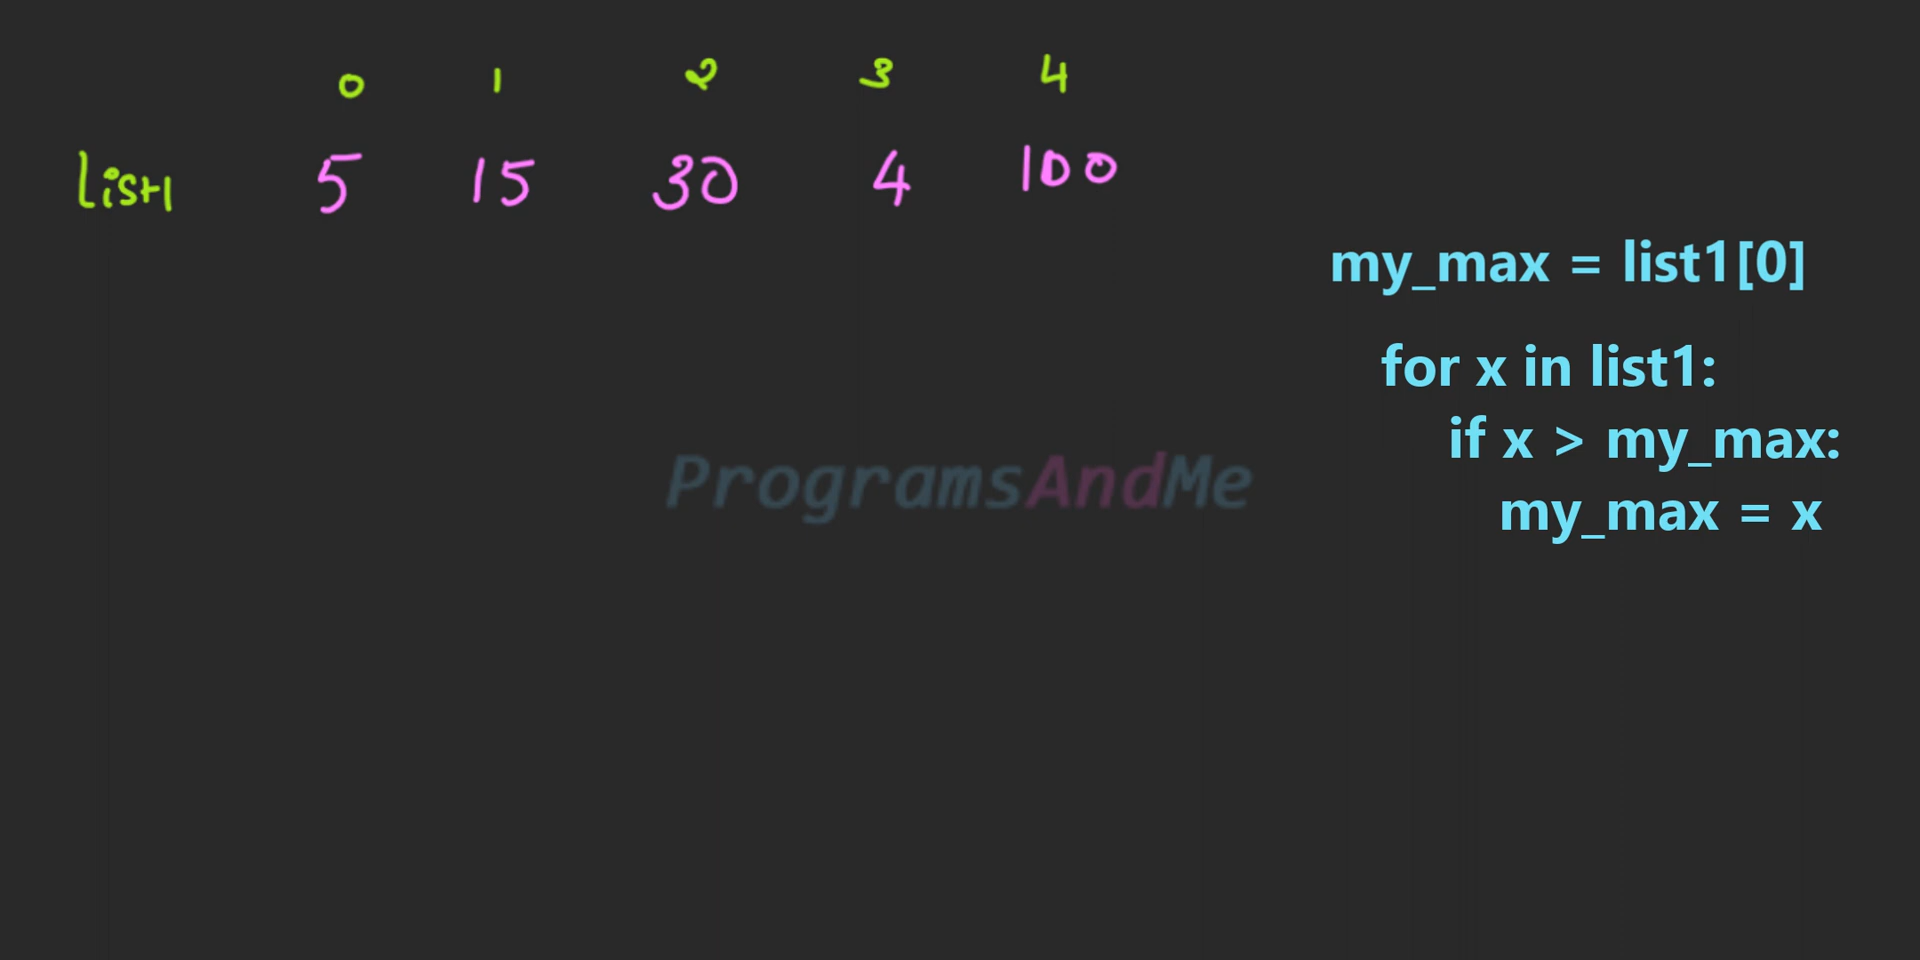 0 1 2 3 4
list1 5 15 30 4 100
my_max = list1[0]
for x in list1:
if x > my_max:
my_max = x
ProgramsAndMe